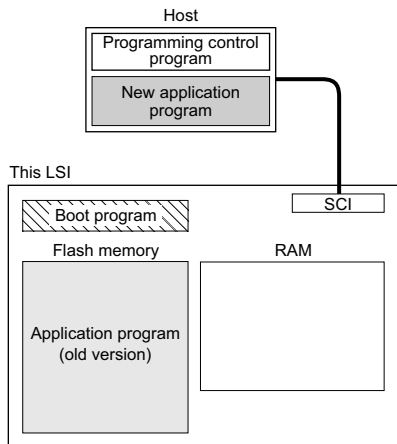 Host
Programming control
program
New application
program
This LSI
SCI
Boot program
Flash memory
RAM
Application program
(old version)